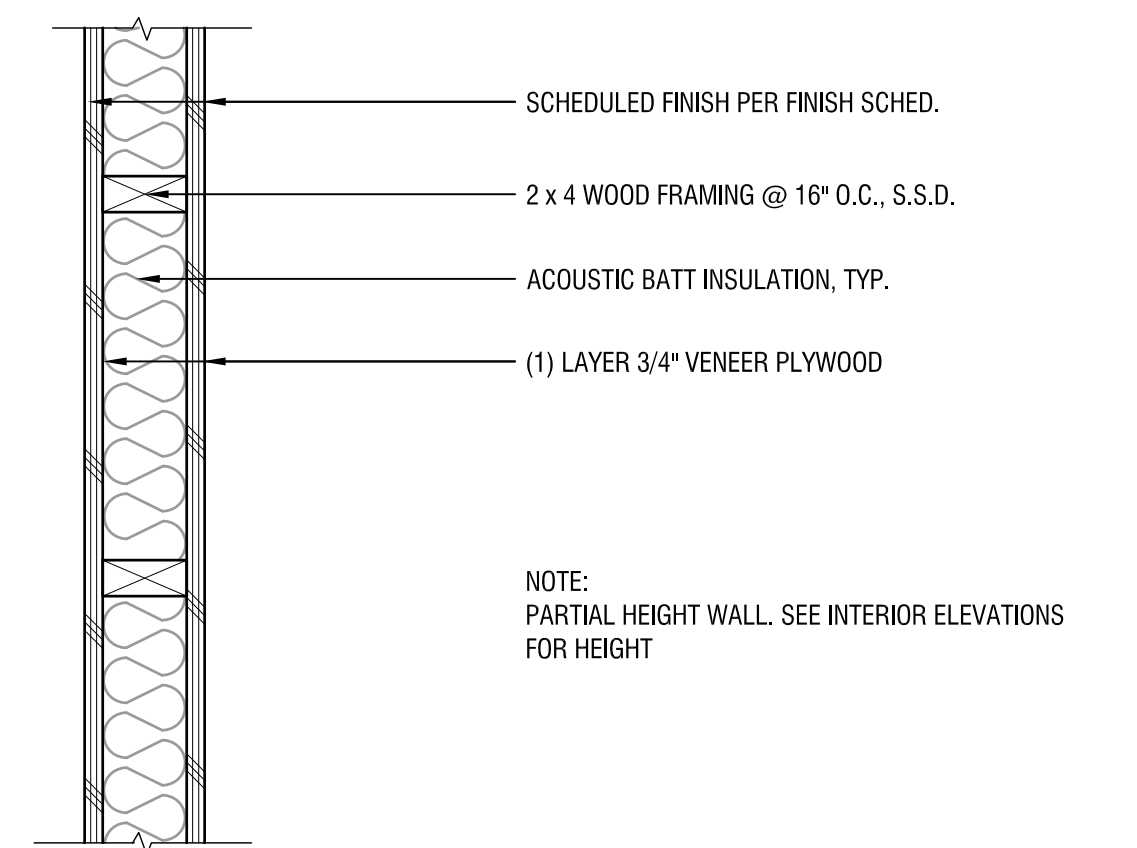 SCHEDULED FINISH PER FINISH SCHED.
2 x 4 WOOD FRAMING @ 16" O.C., S.S.D.
ACOUSTIC BATT INSULATION, TYP.
(1) LAYER 3/4" VENEER PLYWOOD
NOTE:
PARTIAL HEIGHT WALL. SEE INTERIOR ELEVATIONS
FOR HEIGHT